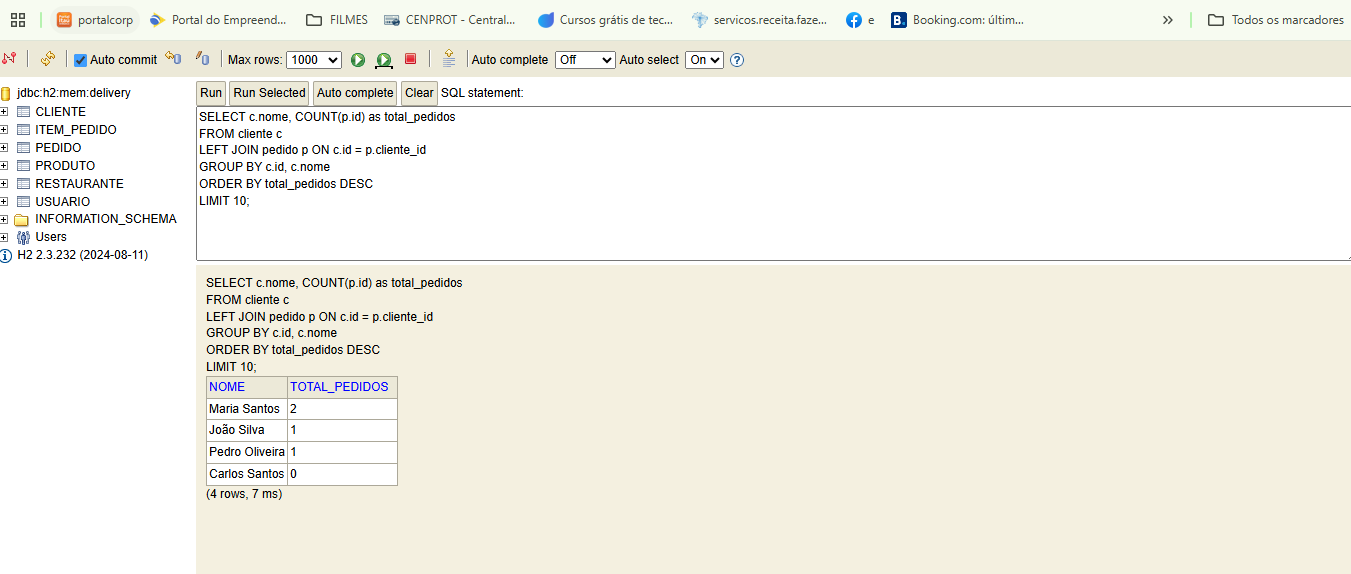 portalcorp
Portal do Empreend...
FILMES
CENPROT - Central...
Cursos grátis de tec...
servicos.receita.faze...
e
B.
Booking.com: últim...
»
Todos os marcadores
Auto commit
Max rows:
1000
Auto complete
Off
Auto select
On
?
jdbc:h2:mem:delivery
CLIENTE
ITEM_PEDIDO
PEDIDO
PRODUTO
RESTAURANTE
USUARIO
INFORMATION_SCHEMA
Users
H2 2.3.232 (2024-08-11)
Run
Run Selected
Auto complete
Clear
SQL statement:
SELECT c.nome, COUNT(p.id) as total_pedidos
FROM cliente c
LEFT JOIN pedido p ON c.id = p.cliente_id
GROUP BY c.id, c.nome
ORDER BY total_pedidos DESC
LIMIT 10;
SELECT c.nome, COUNT(p.id) as total_pedidos
FROM cliente c
LEFT JOIN pedido p ON c.id = p.cliente_id
GROUP BY c.id, c.nome
ORDER BY total_pedidos DESC
LIMIT 10;
NOME TOTAL_PEDIDOS
Maria Santos 2
João Silva 1
Pedro Oliveira 1
Carlos Santos 0
(4 rows, 7 ms)